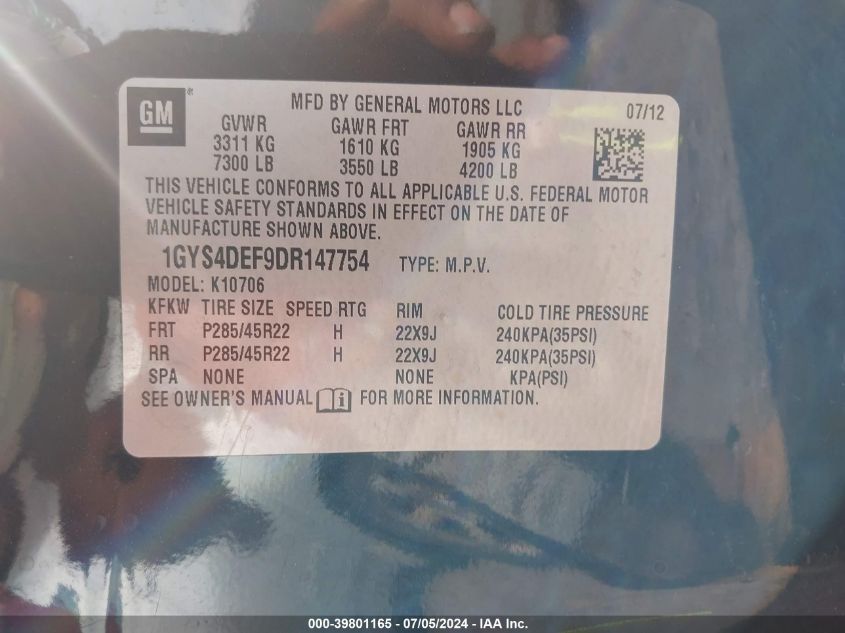 GM ®
MFD BY GENERAL MOTORS LLC 07/12
GVWR GAWR FRT GAWR RR
3311 KG 1610 KG 1905 KG
7300 LB 3550 LB 4200 LB
THIS VEHICLE CONFORMS TO ALL APPLICABLE U.S. FEDERAL MOTOR
VEHICLE SAFETY STANDARDS IN EFFECT ON THE DATE OF
MANUFACTURE SHOWN ABOVE.
1GYS4DEF9DR147754 TYPE: M.P.V.
MODEL: K10706
KFKW TIRE SIZE SPEED RTG RIM COLD TIRE PRESSURE
FRT P285/45R22 H 22X9J 240KPA(35PSI)
RR P285/45R22 H 22X9J 240KPA(35PSI)
SPA NONE NONE KPA(PSI)
SEE OWNER'S MANUAL i FOR MORE INFORMATION.
000-39801165 - 07/05/2024 - IAA Inc.